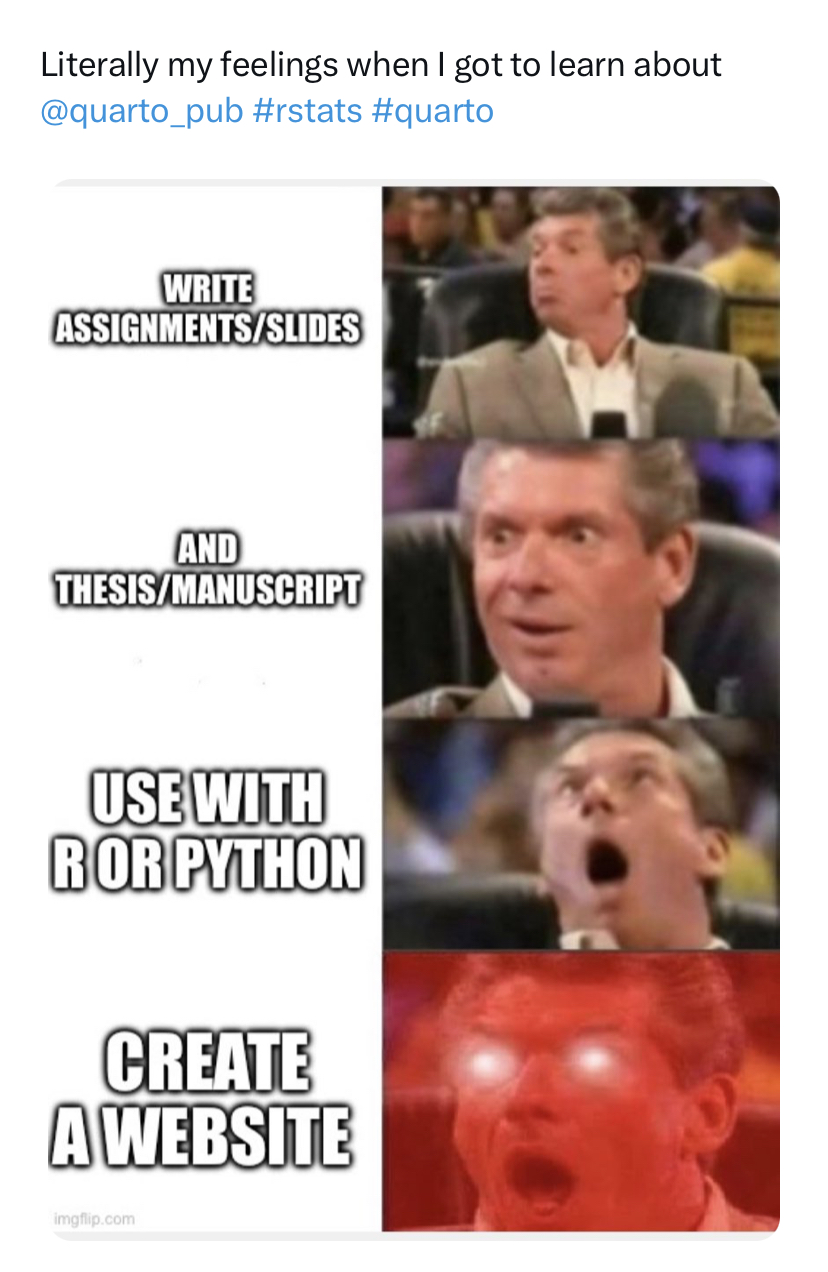 Literally my feelings when I got to learn about
@quarto_pub #rstats #quarto
WRITE
ASSIGNMENTS/SLIDES
AND
THESIS/MANUSCRIPT
USE WITH
R OR PYTHON
CREATE
A WEBSITE
imgflip.com